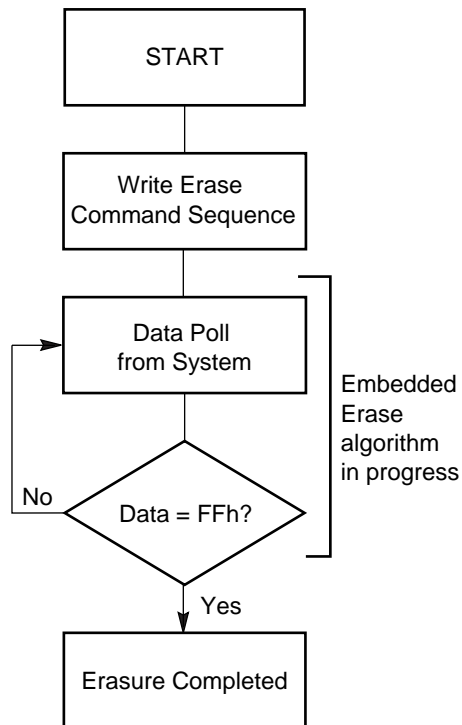 START
Write Erase
Command Sequence
Data Poll
from System
Embedded
Erase
algorithm
in progress
No
Data = FFh?
Yes
Erasure Completed